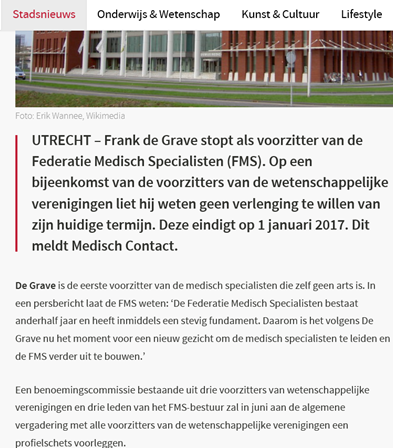 Stadsnieuws Onderwijs & Wetenschap Kunst & Cultuur Lifestyle
Foto: Erik Wannee, Wikimedia
UTRECHT – Frank de Grave stopt als voorzitter van de
Federatie Medisch Specialisten (FMS). Op een
bijeenkomst van de voorzitters van de wetenschappelijke
verenigingen liet hij weten geen verlenging te willen van
zijn huidige termijn. Deze eindigt op 1 januari 2017. Dit
meldt Medisch Contact.
De Grave is de eerste voorzitter van de medisch specialisten die zelf geen arts is. In
een persbericht laat de FMS weten: ‘De Federatie Medisch Specialisten bestaat
anderhalf jaar en heeft inmiddels een stevig fundament. Daarom is het volgens De
Grave nu het moment voor een nieuw gezicht om de medisch specialisten te leiden en
de FMS verder uit te bouwen.’
Een benoemingscommissie bestaande uit drie voorzitters van wetenschappelijke
verenigingen en drie leden van het FMS-bestuur zal in juni aan de algemene
vergadering met alle voorzitters van de wetenschappelijke verenigingen een
profielschets voorleggen.